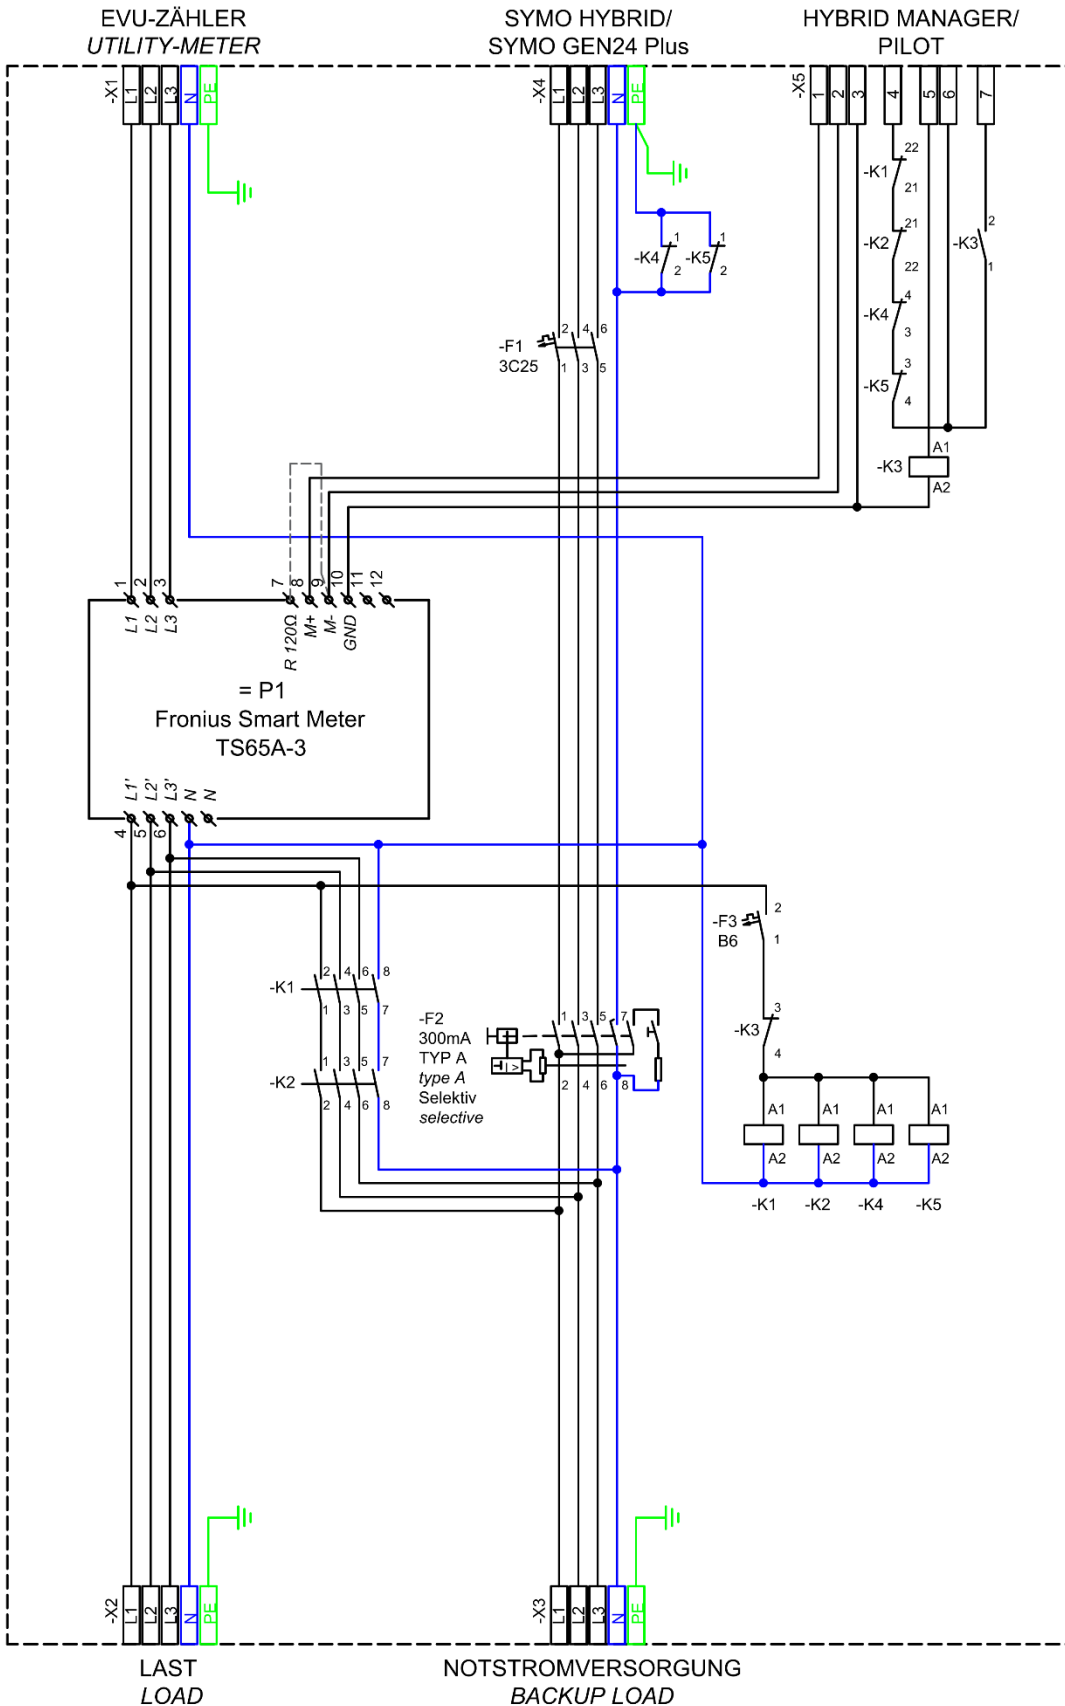 EVU-ZÄHLER
UTILITY-METER
SYMO HYBRID/
SYMO GEN24 Plus
HYBRID MANAGER/
PILOT
-X1
L1
L2
L3
N
PE
-X4
L1
L2
L3
N
PE
-X5
1
2
3
4
5
6
7
-K1
22
21
-K2
21
22
-K3
2
1
-K4
1
2
-K5
1
2
-K4
4
3
-K5
3
4
-F1
3C25
2
4
6
1
3
5
-K3
A1
A2
1
2
3
7
8
9
10
11
12
L1
L2
L3
R 120Ω
M+
M-
GND
= P1
Fronius Smart Meter
TS65A-3
L1'
L2'
L3'
N
N
4
5
6
-F3
B6
2
1
-K1
2
4
6
8
1
3
5
7
-F2
300mA
TYP A
type A
Selektiv
selective
1
3
5
7
2
4
6
8
I >
-K3
3
4
-K2
1
3
5
7
2
4
6
8
A1
A1
A1
A1
A2
A2
A2
A2
-K1
-K2
-K4
-K5
-X2
L1
L2
L3
N
PE
-X3
L1
L2
L3
N
PE
LAST
LOAD
NOTSTROMVERSORGUNG
BACKUP LOAD